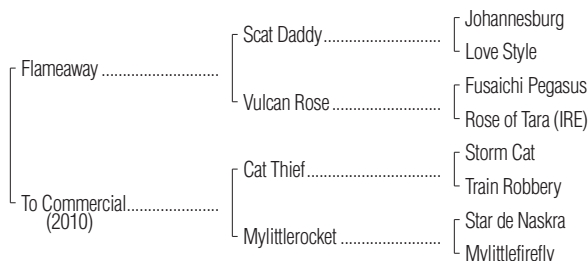 Johannesburg
Scat Daddy
Love Style
Flameaway
Fusaichi Pegasus
Vulcan Rose
Rose of Tara (IRE)
Storm Cat
Cat Thief
Train Robbery
To Commercial
(2010)
Star de Naskra
Mylittlerocket
Mylittlefirefly